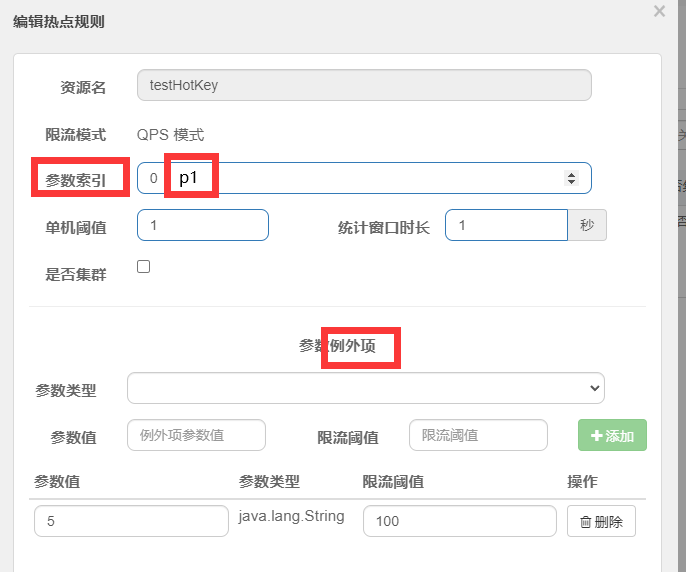 编辑热点规则 ×
资源名 testHotKey
限流模式 QPS 模式
参数索引 0 p1
单机阈值 1 统计窗口时长 1 秒
是否集群
参数例外项
参数类型
参数值 例外项参数值 限流阈值 限流阈值 +添加
参数值 参数类型 限流阈值 操作
5 java.lang.String 100 删除